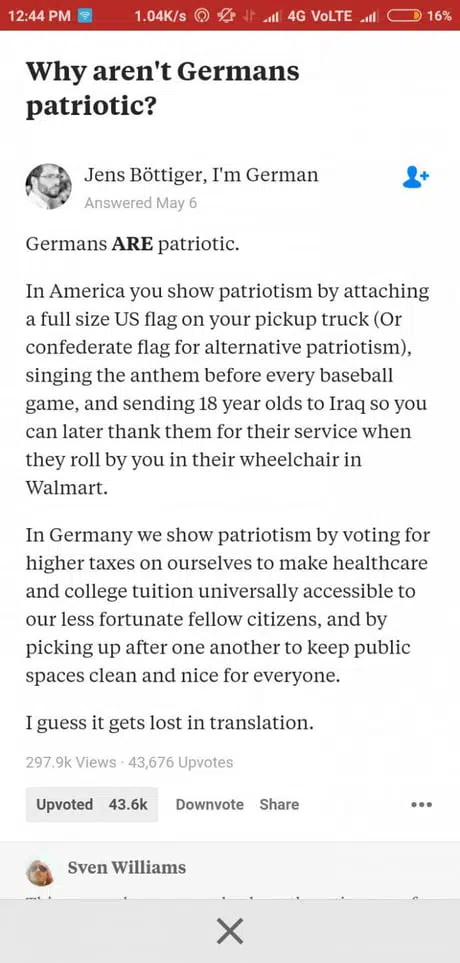 12:44 PM 1.04K/s 4G VoLTE 16%
Why aren't Germans
patriotic?
Jens Böttiger, I'm German
Answered May 6
Germans ARE patriotic.
In America you show patriotism by attaching
a full size US flag on your pickup truck (Or
confederate flag for alternative patriotism),
singing the anthem before every baseball
game, and sending 18 year olds to Iraq so you
can later thank them for their service when
they roll by you in their wheelchair in
Walmart.
In Germany we show patriotism by voting for
higher taxes on ourselves to make healthcare
and college tuition universally accessible to
our less fortunate fellow citizens, and by
picking up after one another to keep public
spaces clean and nice for everyone.
I guess it gets lost in translation.
297.9k Views · 43,676 Upvotes
Upvoted 43.6k Downvote Share
Sven Williams